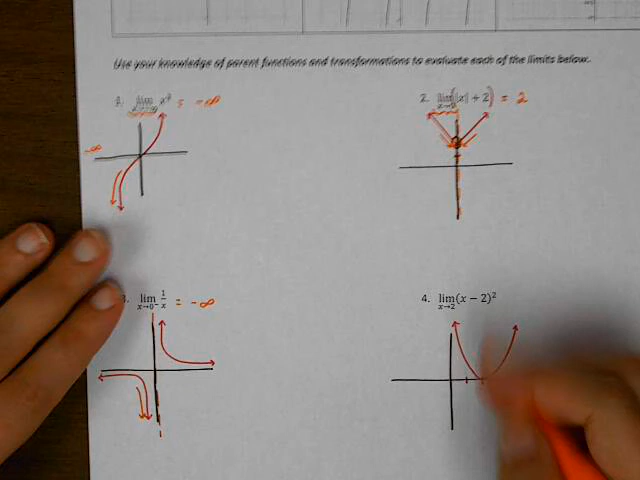 Use your knowledge of parent functions and transformations to evaluate each of the limits below.
1. lim x→-∞ x³ = -∞
-∞
2. lim x→0 (|x| + 2) = 2
3. lim x→0⁻ 1/x = -∞
4. lim x→2 (x − 2)²